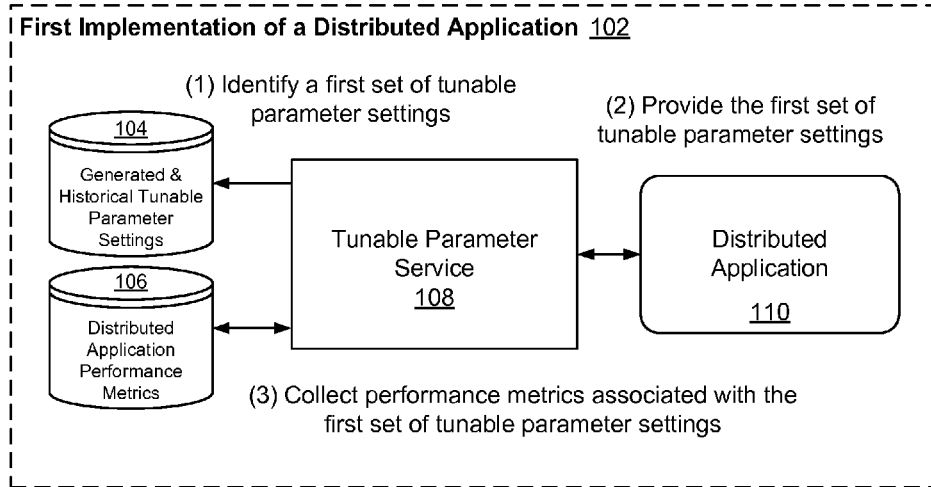 First Implementation of a Distributed Application 102
(1) Identify a first set of tunable
parameter settings
(2) Provide the first set of
tunable parameter settings
104
Generated &
Historical Tunable
Parameter
Settings
Tunable Parameter
Service
108
Distributed
Application
110
106
Distributed
Application
Performance
Metrics
(3) Collect performance metrics associated with the
first set of tunable parameter settings